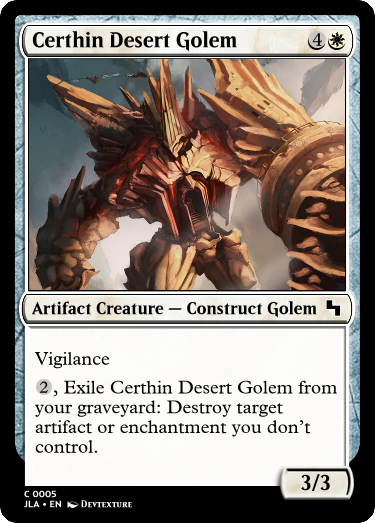 Certhin Desert Golem 4
Artifact Creature — Construct Golem
Vigilance
2, Exile Certhin Desert Golem from
your graveyard: Destroy target
artifact or enchantment you don't
control.
3/3
C 0005
JLA • EN Devtexture